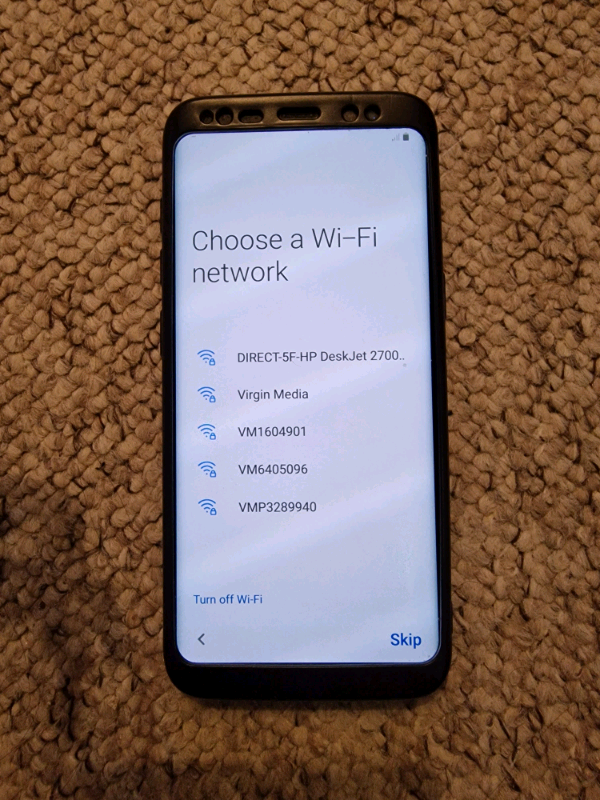 Choose a Wi-Fi
network
DIRECT-5F-HP DeskJet 2700..
Virgin Media
VM1604901
VM6405096
VMP3289940
Turn off Wi-Fi
Skip